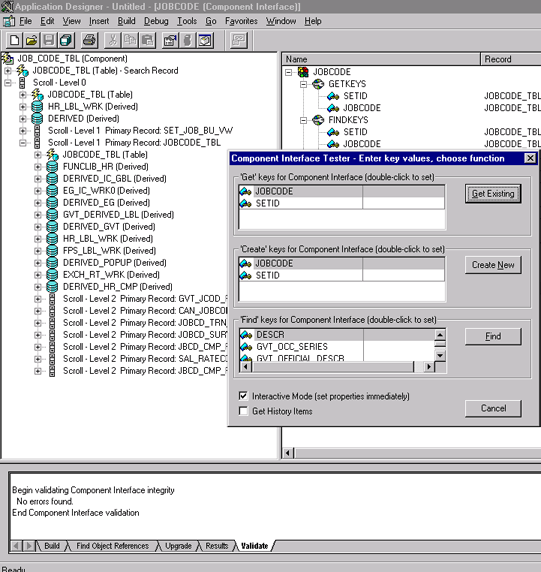 Application Designer - Untitled - [JOBCODE (Component Interface)]
File Edit View Insert Build Debug Tools Go Favorites Window Help
JOB_CODE_TBL (Component)
JOBCODE_TBL (Table) - Search Record
Scroll - Level 0
JOBCODE_TBL (Table)
HR_LBL_WRK (Derived)
DERIVED (Derived)
Scroll - Level 1 Primary Record: SET_JOB_BU_VW
Scroll - Level 1 Primary Record: JOBCODE_TBL
JOBCODE_TBL (Table)
FUNCLIB_HR (Derived)
DERIVED_IC_GBL (Derived)
EG_IC_WRK0 (Derived)
DERIVED_EG (Derived)
GVT_DERIVED_LBL (Derived)
DERIVED_GVT (Derived)
HR_LBL_WRK (Derived)
FPS_LBL_WRK (Derived)
DERIVED_POPUP (Derived)
EXCH_RT_WRK (Derived)
DERIVED_HR_CMP (Derived)
Scroll - Level 2 Primary Record: GVT_JCOD_
Scroll - Level 2 Primary Record: CAN_JOBCO
Scroll - Level 2 Primary Record: JOBCD_TRN_
Scroll - Level 2 Primary Record: JOBCD_SUR
Scroll - Level 2 Primary Record: JBCD_CMP_
Scroll - Level 2 Primary Record: SAL_RATEC
Scroll - Level 2 Primary Record: JBCD_CMP_
Name Record
JOBCODE
GETKEYS
SETID JOBCODE_TBL
JOBCODE JOBCODE_TBL
FINDKEYS
SETID JOBCODE_TBL
JOBCODE JOBCODE_TBL
Component Interface Tester - Enter key values, choose function
'Get' keys for Component Interface (double-click to set)
JOBCODE
SETID
Get Existing
'Create' keys for Component Interface (double-click to set)
JOBCODE
SETID
Create New
'Find' keys for Component Interface (double-click to set)
DESCR
GVT_OCC_SERIES
GVT_OFFICIAL_DESCR
Find
Interactive Mode (set properties immediately)
Get History Items
Cancel
Begin validating Component Interface integrity
No errors found.
End Component Interface validation
Build Find Object References Upgrade Results Validate
Ready